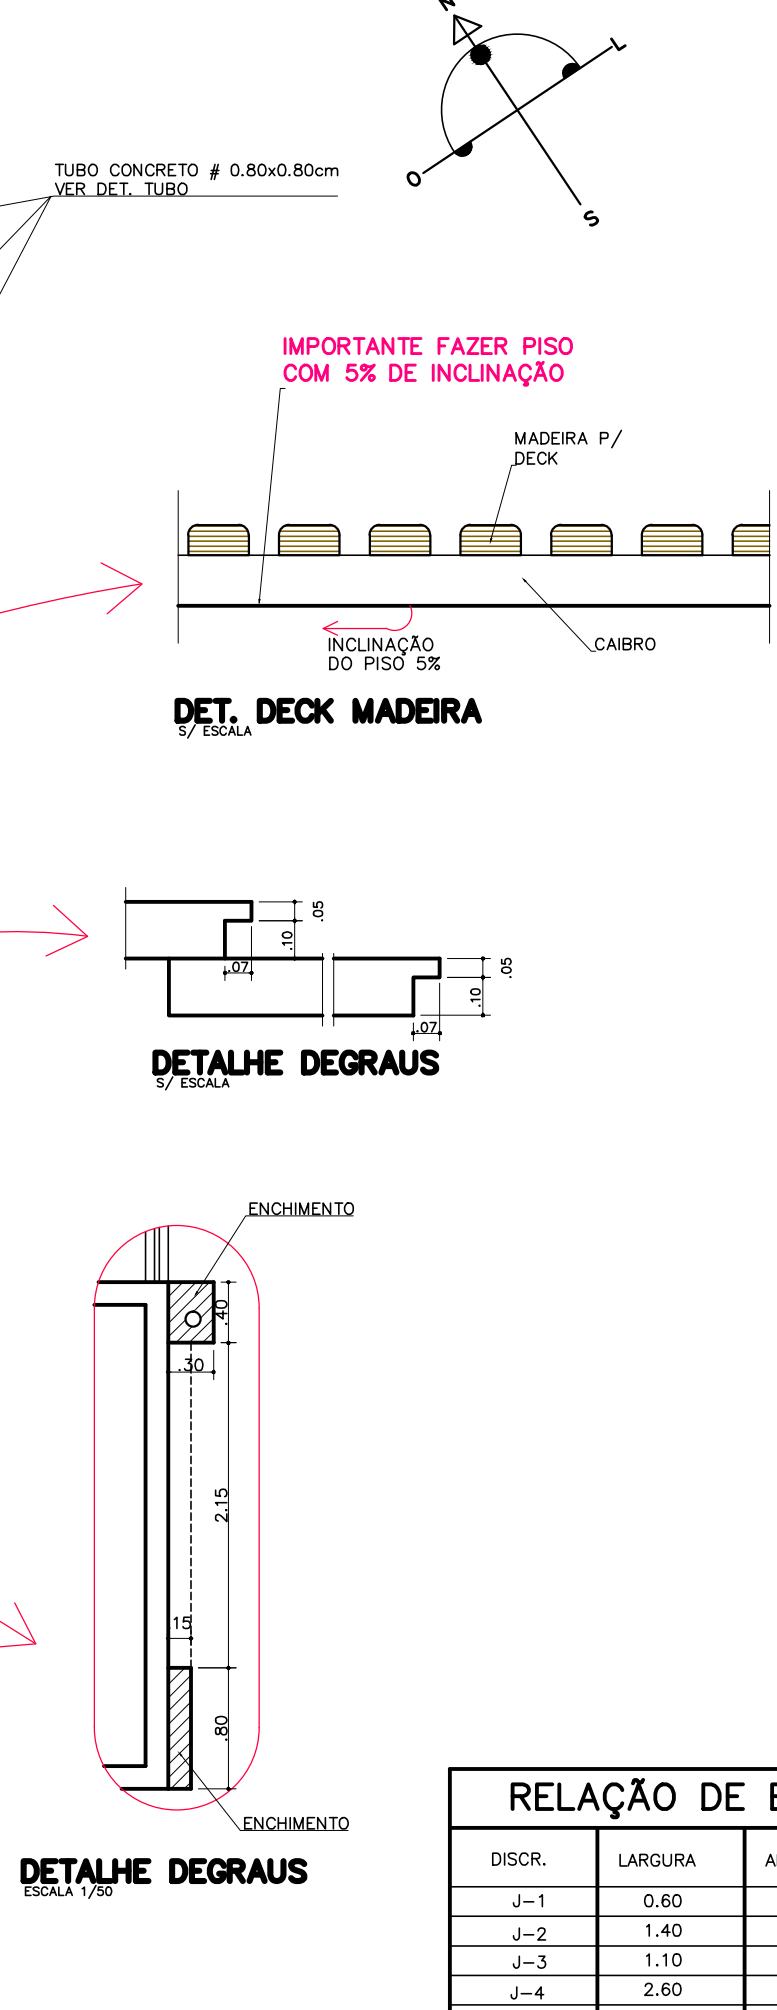 N
L
O
S
TUBO CONCRETO # 0.80x0.80cm
VER DET. TUBO
IMPORTANTE FAZER PISO
COM 5% DE INCLINAÇÃO
MADEIRA P/
DECK
INCLINAÇÃO
DO PISO 5%
CAIBRO
DET. DECK MADEIRA
S/ ESCALA
.05
.10
.07
.05
.10
.07
DETALHE DEGRAUS
S/ ESCALA
ENCHIMENTO
.40
.30
2.15
.15
.80
ENCHIMENTO
DETALHE DEGRAUS
ESCALA 1/50
RELAÇÃO DE
DISCR. LARGURA
J-1 0.60
J-2 1.40
J-3 1.10
J-4 2.60